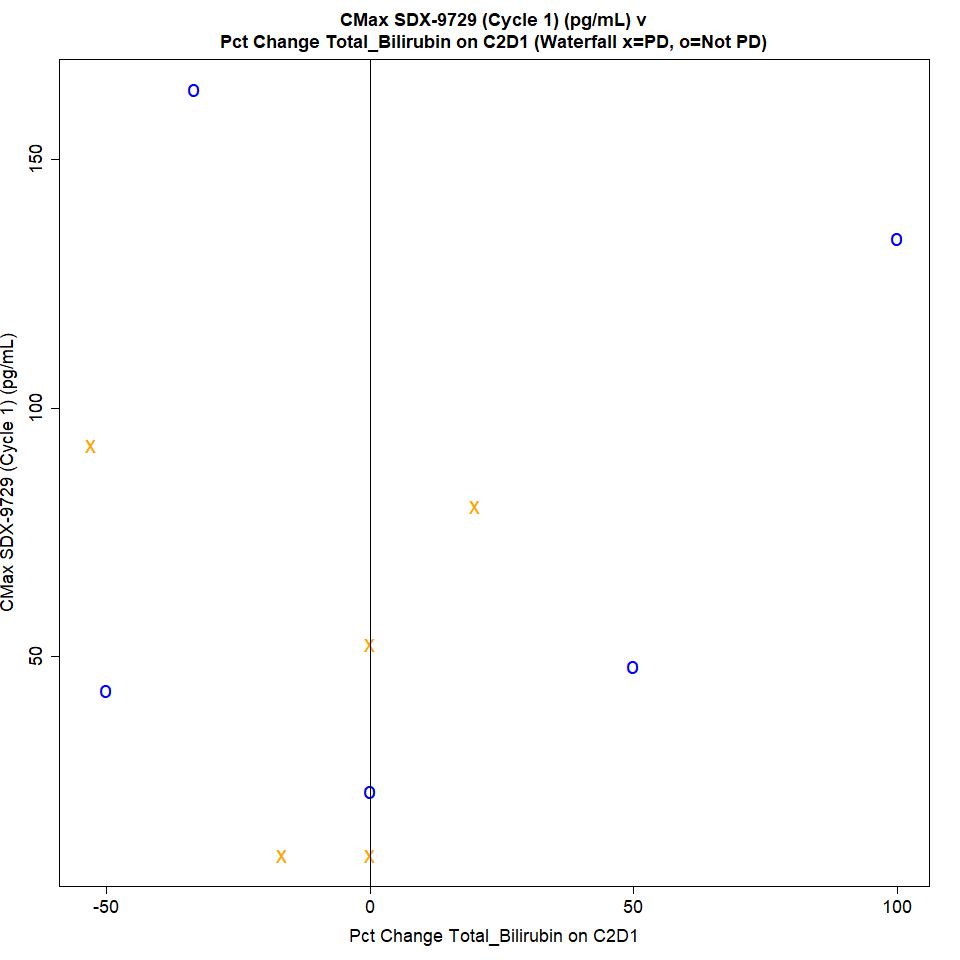 CMax SDX-9729 (Cycle 1) (pg/mL) v
Pct Change Total_Bilirubin on C2D1 (Waterfall x=PD, o=Not PD)
CMax SDX-9729 (Cycle 1) (pg/mL)
150
100
50
O
O
X
X
X
O
O
O
X
X
-50
0
50
100
Pct Change Total_Bilirubin on C2D1